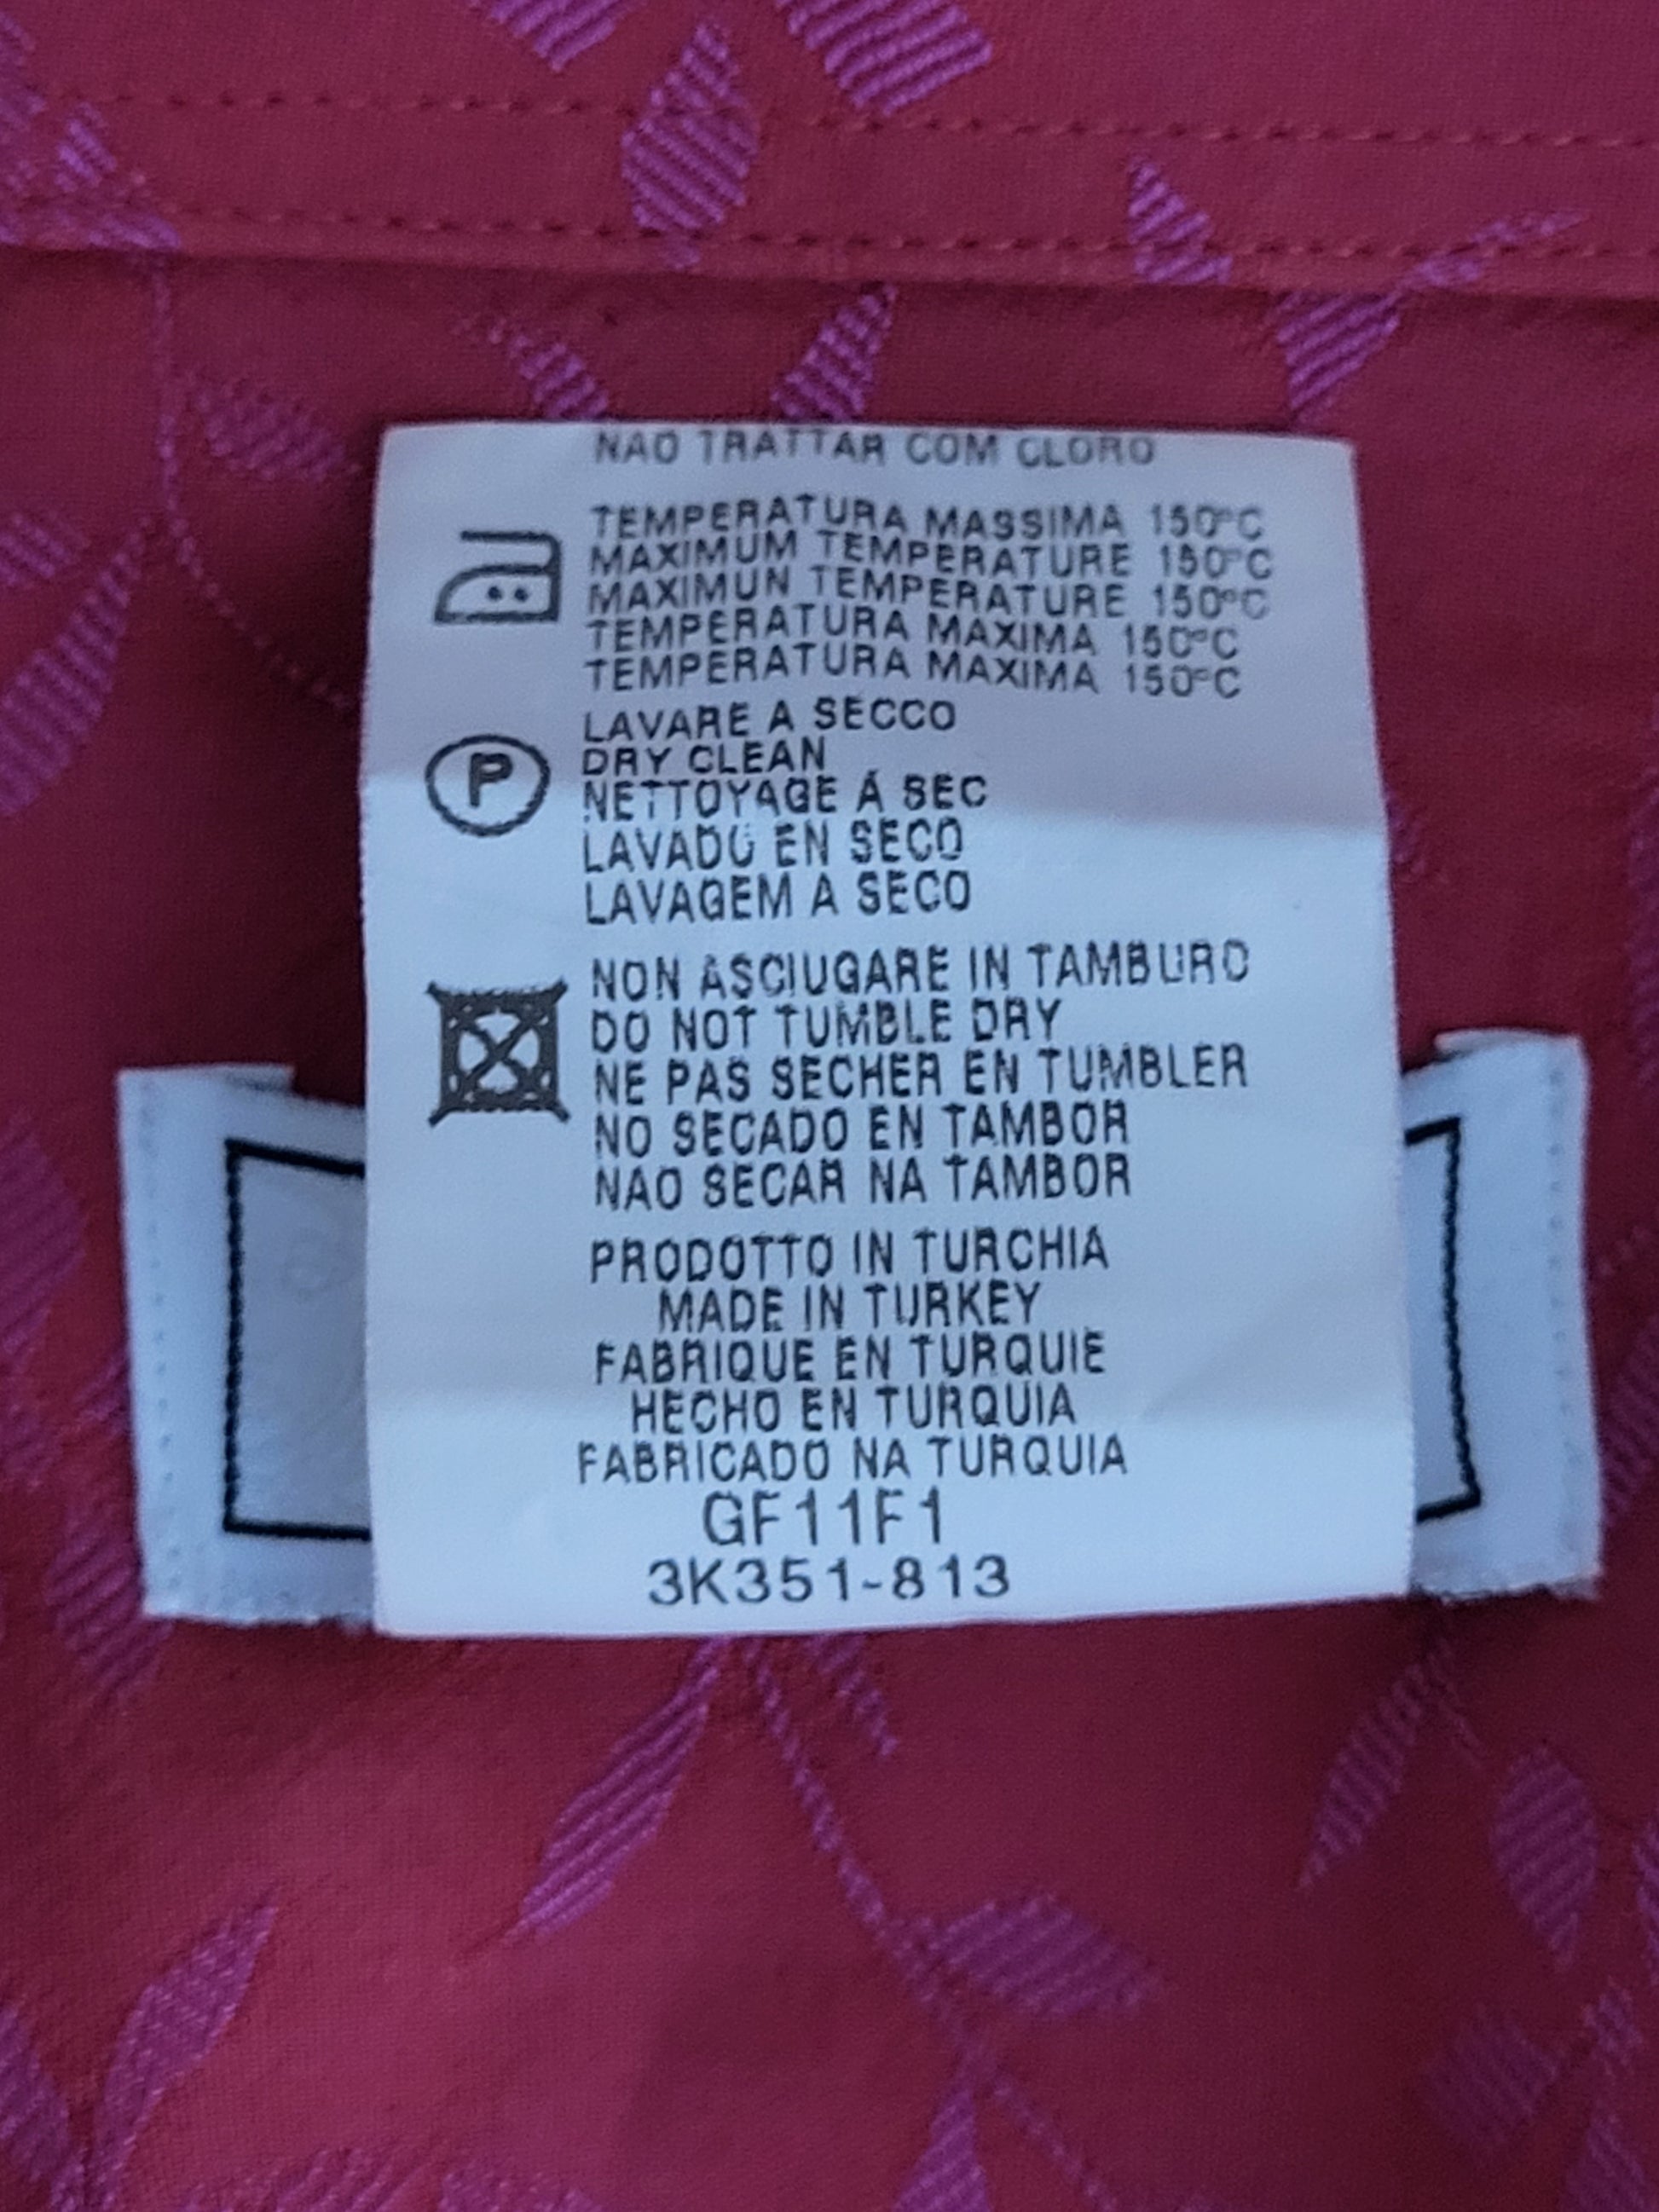 NAO TRATTAR COM CLORO
TEMPERATURA MASSIMA 150°C
MAXIMUM TEMPERATURE 150°C
MAXIMUN TEMPERATURE 150°C
TEMPERATURA MAXIMA 150°C
TEMPERATURA MAXIMA 150°C
P
LAVARE A SECCO
DRY CLEAN
NETTOYAGE Á SEC
LAVADO EN SECO
LAVAGEM A SECO
NON ASCIUGARE IN TAMBURO
DO NOT TUMBLE DRY
NE PAS SECHER EN TUMBLER
NO SECADO EN TAMBOR
NAO SECAR NA TAMBOR
PRODOTTO IN TURCHIA
MADE IN TURKEY
FABRIQUE EN TURQUIE
HECHO EN TURQUIA
FABRICADO NA TURQUIA
GF11F1
3K351-813